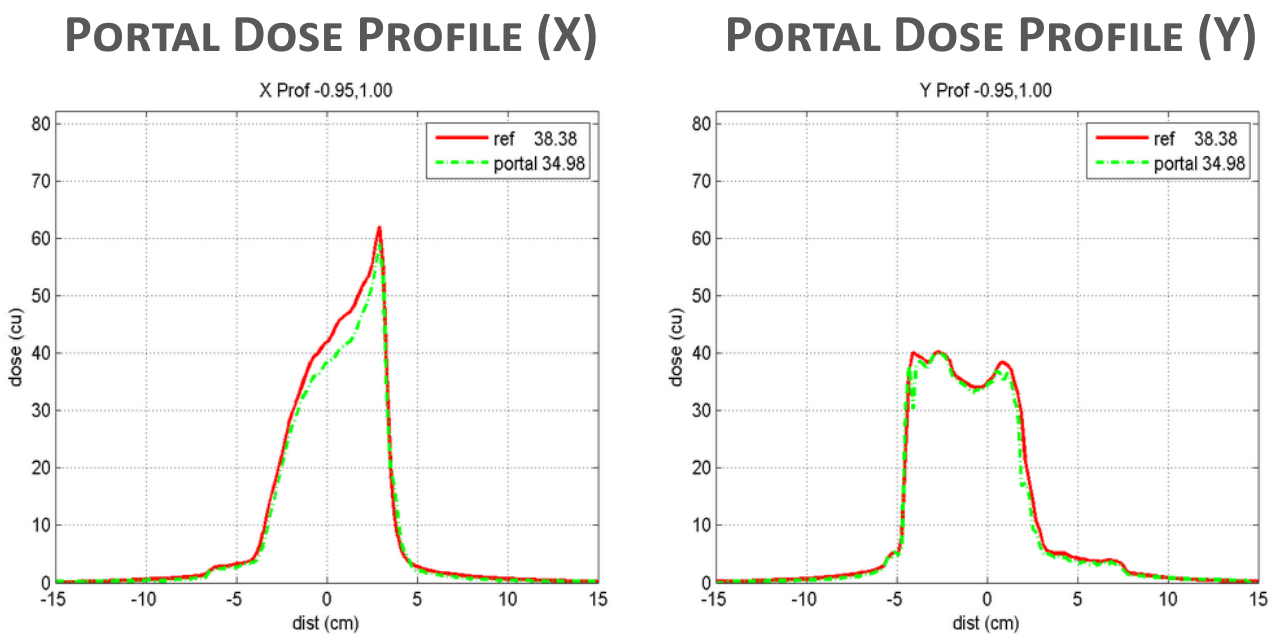 PORTAL DOSE PROFILE (X)
X Prof -0.95,1.00
80
70
60
50
40
30
20
10
0
dose (cu)
ref 38.38
portal 34.98
-15 -10 -5 0 5 10 15
dist (cm)
PORTAL DOSE PROFILE (Y)
Y Prof -0.95,1.00
80
70
60
50
40
30
20
10
0
dose (cu)
ref 38.38
portal 34.98
-15 -10 -5 0 5 10 15
dist (cm)